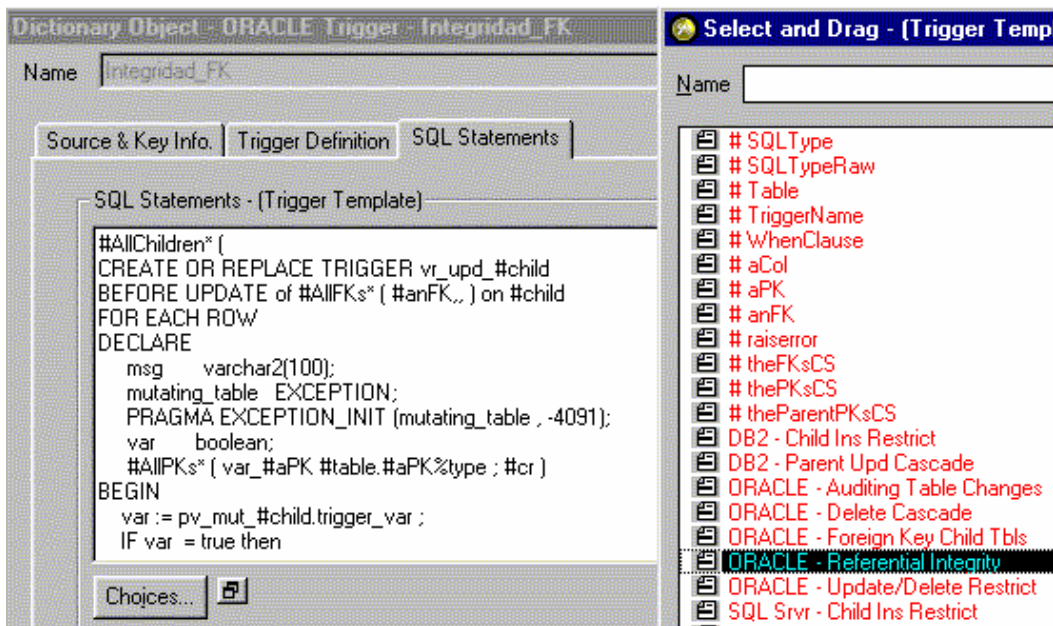 Dictionary Object - ORACLE Trigger - Integridad_FK
Name Integridad_FK
Source & Key Info. Trigger Definition SQL Statements
SQL Statements - (Trigger Template)
#AllChildren* (
CREATE OR REPLACE TRIGGER vr_upd_#child
BEFORE UPDATE of #AllFKs* ( #anFK,, ) on #child
FOR EACH ROW
DECLARE
msg varchar2(100);
mutating_table EXCEPTION;
PRAGMA EXCEPTION_INIT (mutating_table , -4091);
var boolean;
#AllPKs* ( var_#aPK #table.#aPK%type ; #cr )
BEGIN
var := pv_mut_#child.trigger_var ;
IF var = true then
Choices...
Select and Drag - (Trigger Temp
Name
# SQLType
# SQLTypeRaw
# Table
# TriggerName
# WhenClause
# aCol
# aPK
# anFK
# raiserror
# theFKsCS
# thePKsCS
# theParentPKsCS
DB2 - Child Ins Restrict
DB2 - Parent Upd Cascade
ORACLE - Auditing Table Changes
ORACLE - Delete Cascade
ORACLE - Foreign Key Child Tbls
ORACLE - Referential Integrity
ORACLE - Update/Delete Restrict
SQL Srvr - Child Ins Restrict